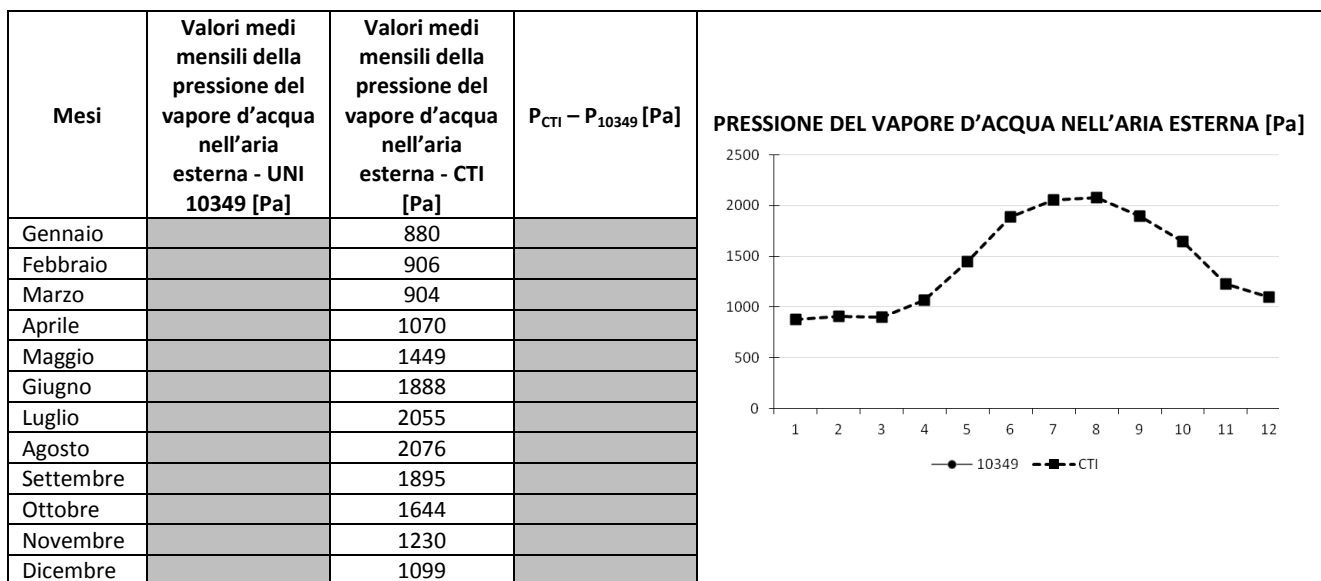 Mesi
Valori medi
mensili della
pressione del
vapore d’acqua
nell’aria
esterna - UNI
10349 [Pa]
Valori medi
mensili della
pressione del
vapore d’acqua
nell’aria
esterna - CTI
[Pa]
PCTI – P10349 [Pa]
Gennaio 880
Febbraio 906
Marzo 904
Aprile 1070
Maggio 1449
Giugno 1888
Luglio 2055
Agosto 2076
Settembre 1895
Ottobre 1644
Novembre 1230
Dicembre 1099
PRESSIONE DEL VAPORE D’ACQUA NELL’ARIA ESTERNA [Pa]
2500
2000
1500
1000
500
0
1 2 3 4 5 6 7 8 9 10 11 12
10349 CTI